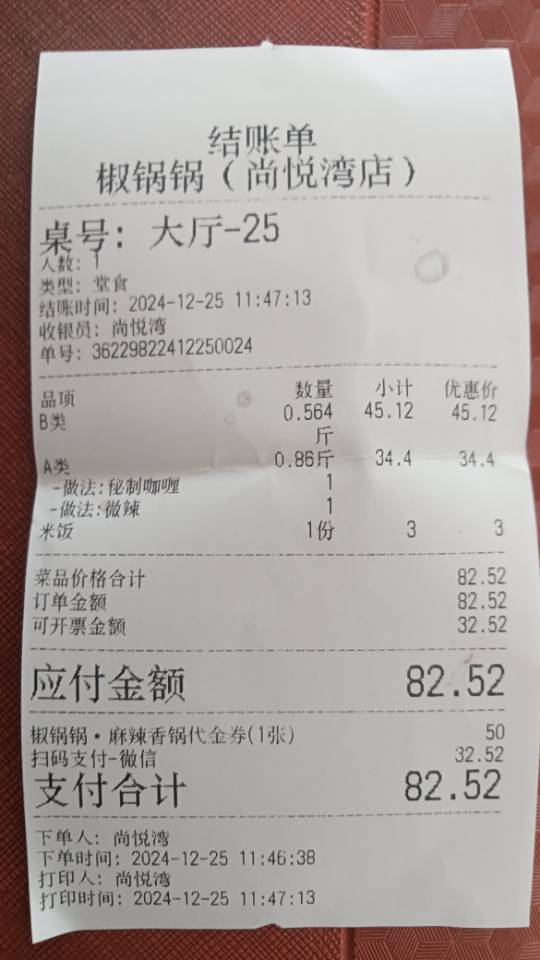 结账单
椒锅锅（尚悦湾店）
桌号: 大厅-25
人数: 1
类型: 堂食
结账时间: 2024-12-25 11:47:13
收银员: 尚悦湾
单号: 36229822412250024
品项 数量 小计 优惠价
B类 0.564斤 45.12 45.12
A类 0.86斤 34.4 34.4
-做法:秘制咖喱 1
-做法:微辣 1
米饭 1份 3 3
菜品价格合计 82.52
订单金额 82.52
可开票金额 32.52
应付金额 82.52
椒锅锅·麻辣香锅代金券(1张) 50
扫码支付-微信 32.52
支付合计 82.52
下单人: 尚悦湾
下单时间: 2024-12-25 11:46:38
打印人: 尚悦湾
打印时间: 2024-12-25 11:47:13